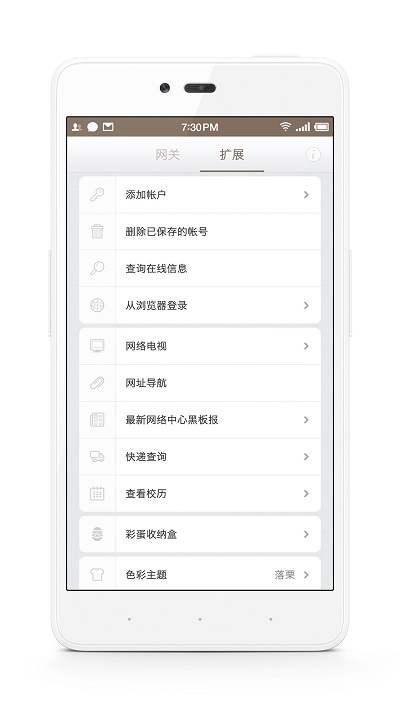 7:30 PM
网关 扩展
添加帐户
删除已保存的帐号
查询在线信息
从浏览器登录
网络电视
网址导航
最新网络中心黑板报
快递查询
查看校历
彩蛋收纳盒
色彩主题 落栗